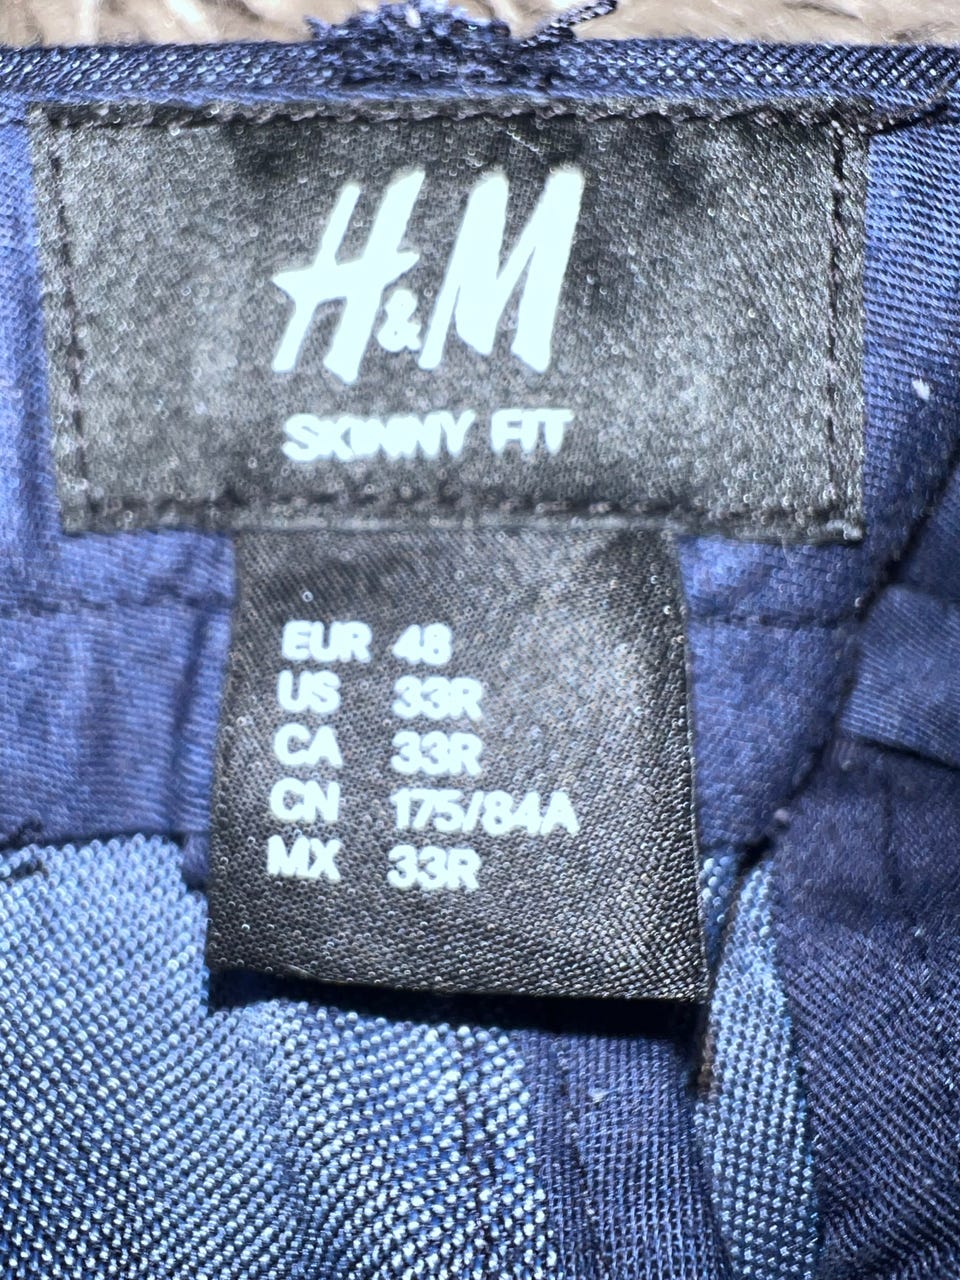 H&M
SKINNY FIT
EUR 48
US 33R
CA 33R
CN 175/84A
MX 33R